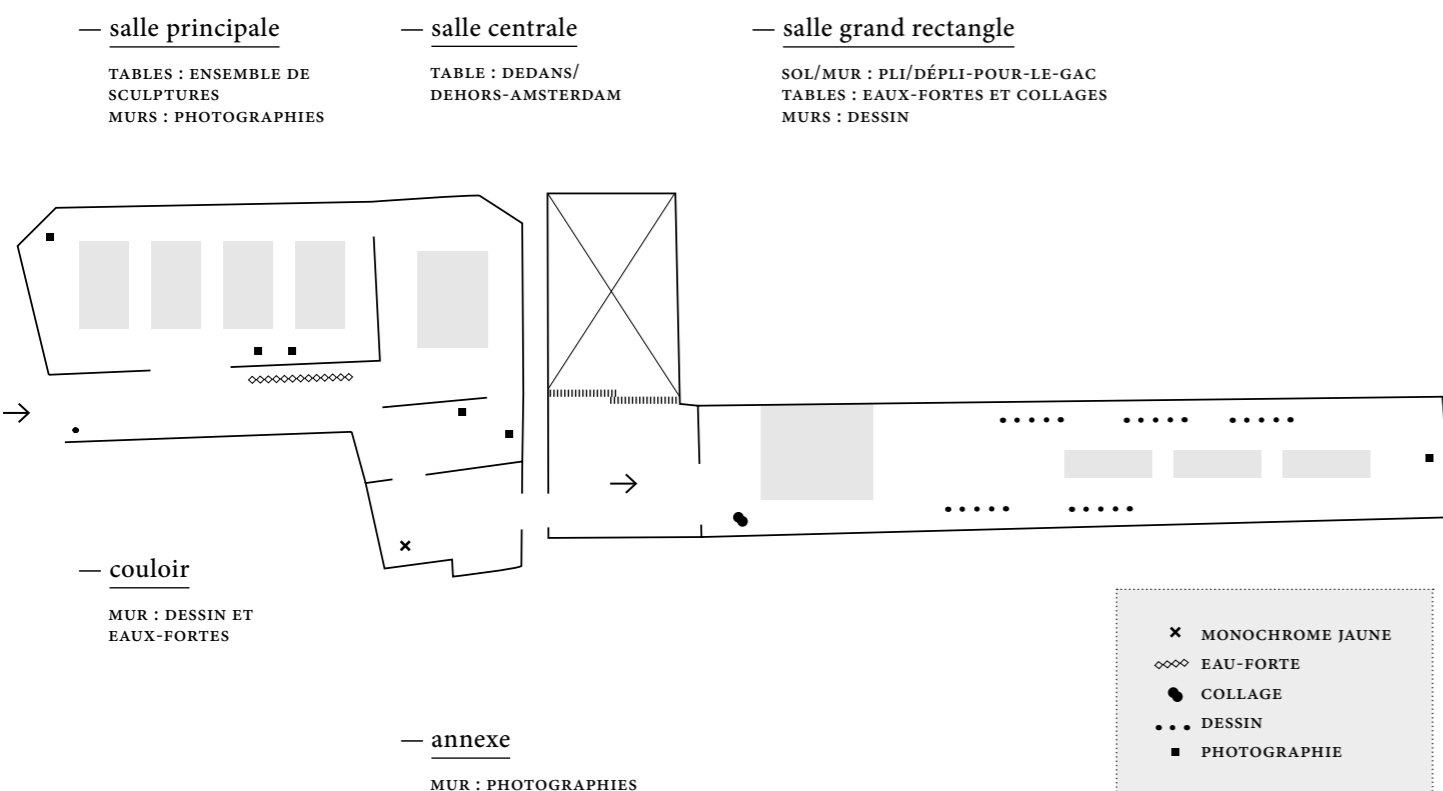 — salle principale
TABLES : ENSEMBLE DE
SCULPTURES
MURS : PHOTOGRAPHIES
— salle centrale
TABLE : DEDANS/
DEHORS-AMSTERDAM
— salle grand rectangle
SOL/MUR : PLI/DÉPLI-POUR-LE-GAC
TABLES : EAUX-FORTES ET COLLAGES
MURS : DESSIN
— couloir
MUR : DESSIN ET
EAUX-FORTES
— annexe
MUR : PHOTOGRAPHIES
MONOCHROME JAUNE
EAU-FORTE
COLLAGE
DESSIN
PHOTOGRAPHIE